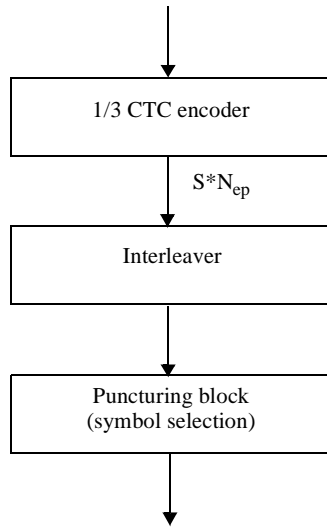 1/3 CTC encoder
S*Nep
Interleaver
Puncturing block
(symbol selection)